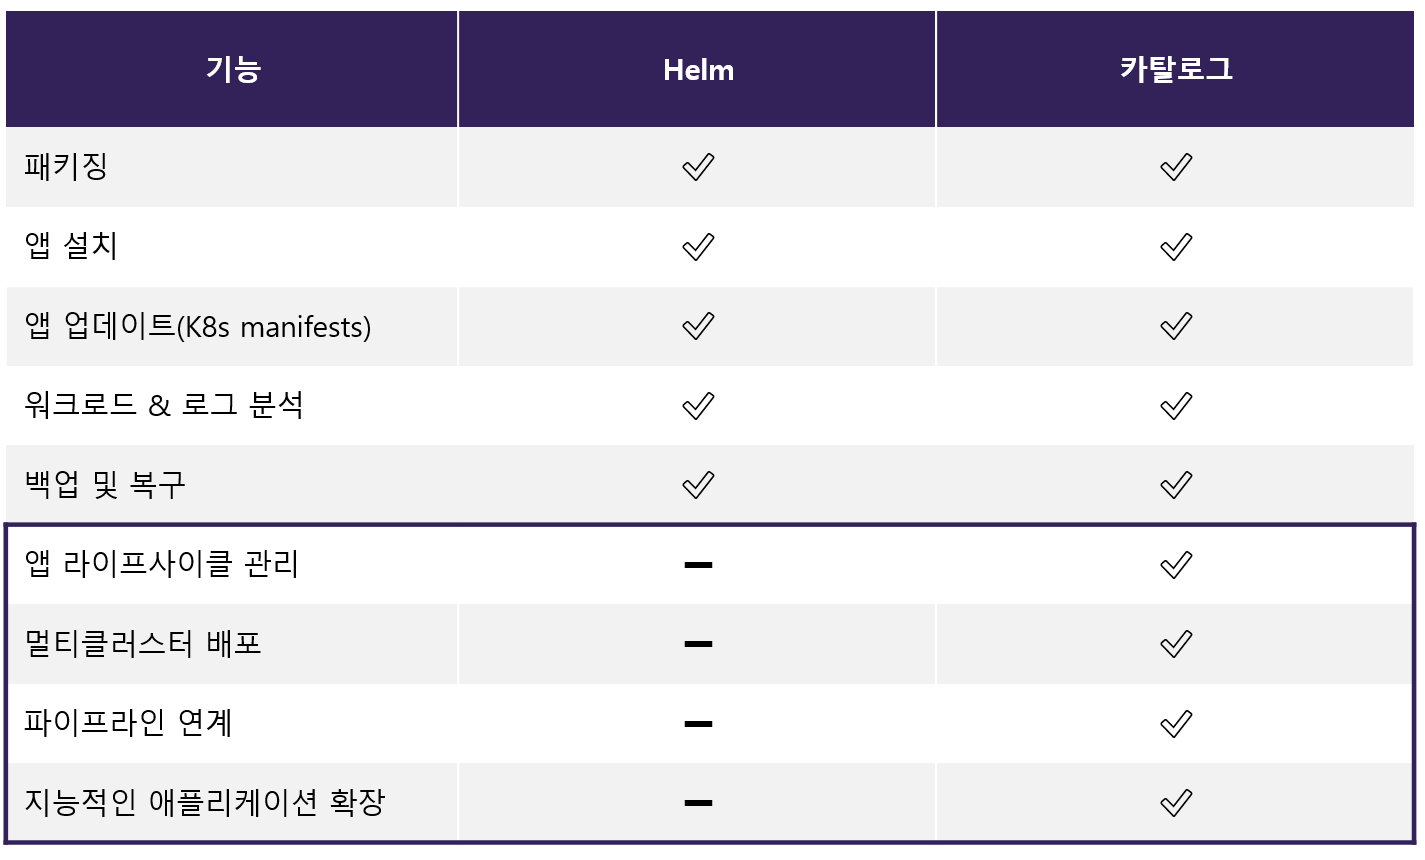 기능 Helm 카탈로그
패키징 ✓ ✓
앱 설치 ✓ ✓
앱 업데이트(K8s manifests) ✓ ✓
워크로드 & 로그 분석 ✓ ✓
백업 및 복구 ✓ ✓
앱 라이프사이클 관리 – ✓
멀티클러스터 배포 – ✓
파이프라인 연계 – ✓
지능적인 애플리케이션 확장 – ✓